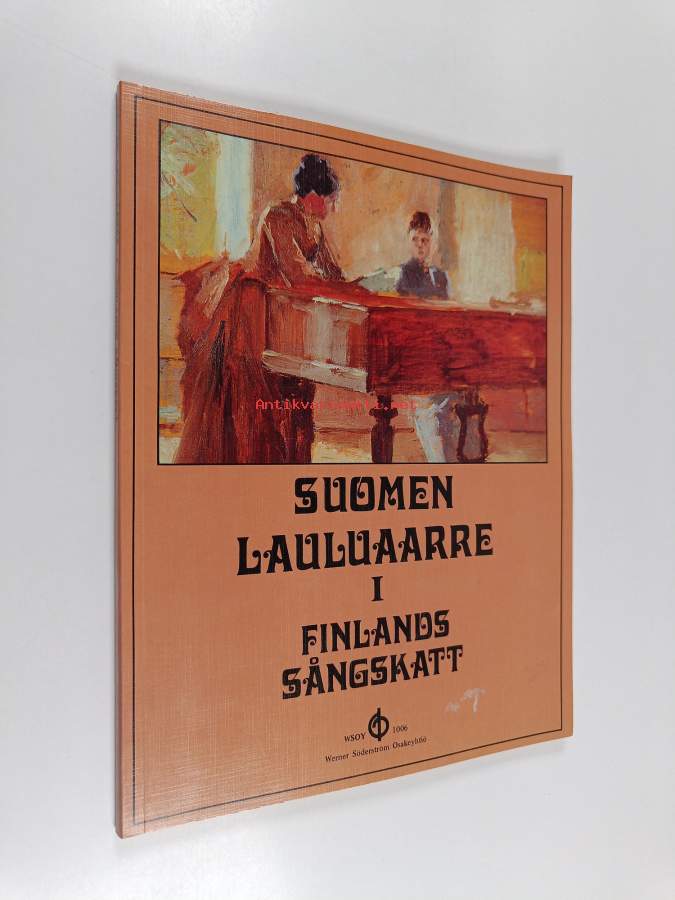 Antikvariaatti.net
SUOMEN
LAULUAARRE
I
FINLANDS
SÅNGSKATT
WSOY 1006
Werner Söderström Osakeyhtiö